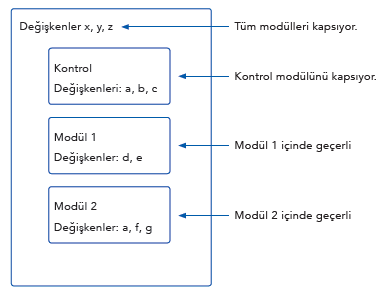 Değişkenler x, y, z
Tüm modülleri kapsıyor.
Kontrol
Değişkenleri: a, b, c
Kontrol modülünü kapsıyor.
Modül 1
Değişkenler: d, e
Modül 1 içinde geçerli
Modül 2
Değişkenler: a, f, g
Modül 2 içinde geçerli